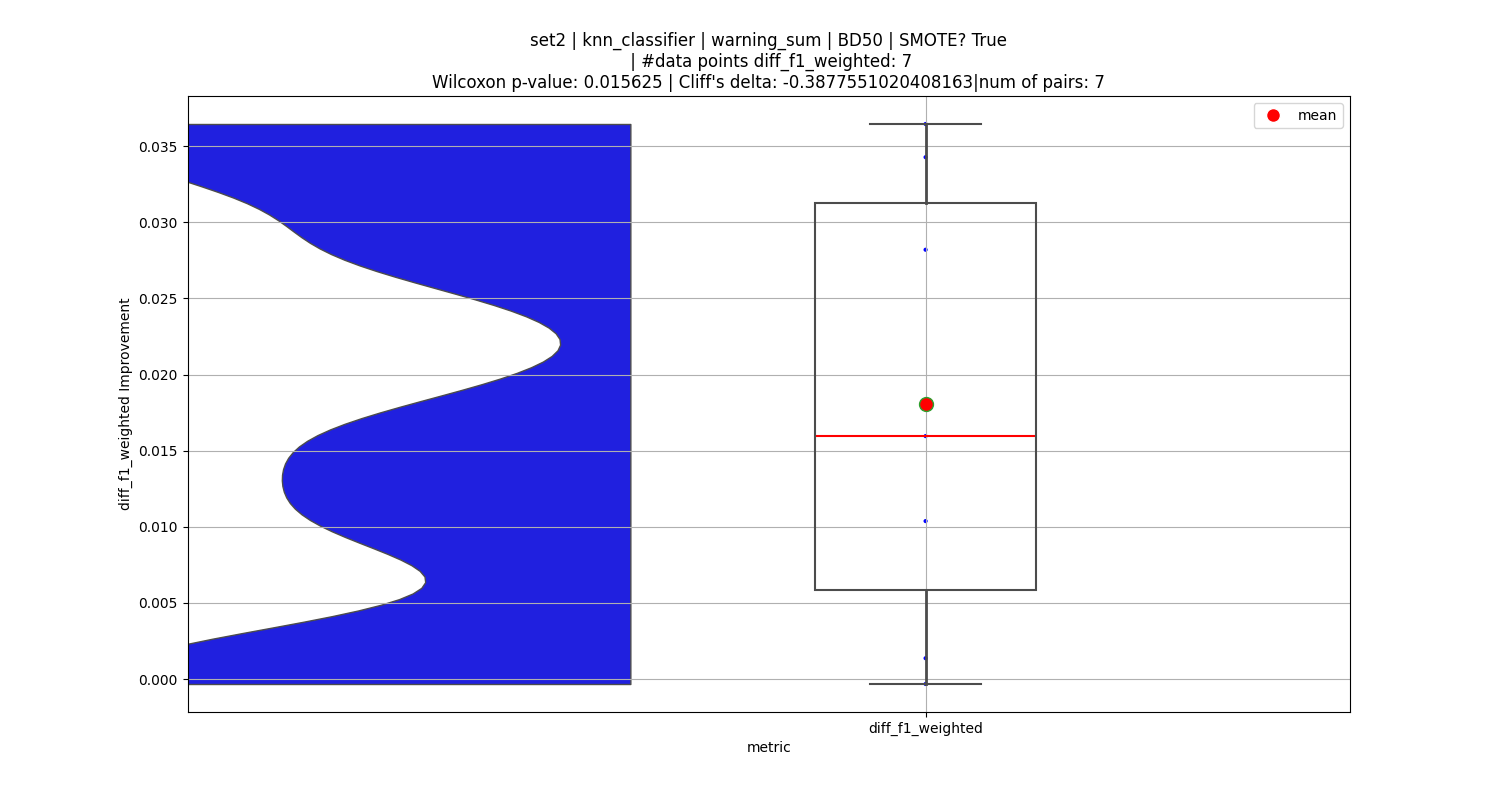 set2 | knn_classifier | warning_sum | BD50 | SMOTE? True
| #data points diff_f1_weighted: 7
Wilcoxon p-value: 0.015625 | Cliff's delta: -0.3877551020408163|num of pairs: 7
mean
0.035
0.030
0.025
0.020
0.015
0.010
0.005
0.000
diff_f1_weighted Improvement
diff_f1_weighted
metric